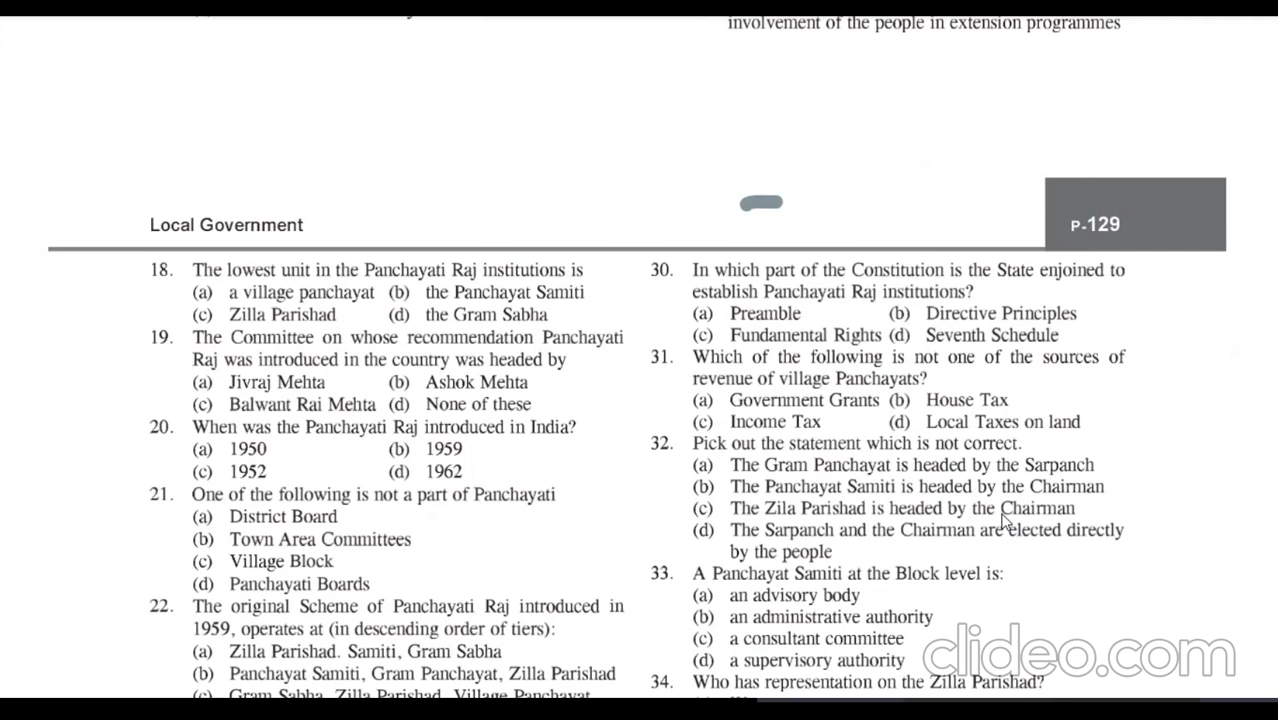 involvement of the people in extension programmes
Local Government
P-129
18. The lowest unit in the Panchayati Raj institutions is
(a) a village panchayat (b) the Panchayat Samiti
(c) Zilla Parishad (d) the Gram Sabha
19. The Committee on whose recommendation Panchayati
Raj was introduced in the country was headed by
(a) Jivraj Mehta (b) Ashok Mehta
(c) Balwant Rai Mehta (d) None of these
20. When was the Panchayati Raj introduced in India?
(a) 1950 (b) 1959
(c) 1952 (d) 1962
21. One of the following is not a part of Panchayati
(a) District Board
(b) Town Area Committees
(c) Village Block
(d) Panchayati Boards
22. The original Scheme of Panchayati Raj introduced in
1959, operates at (in descending order of tiers):
(a) Zilla Parishad. Samiti, Gram Sabha
(b) Panchayat Samiti, Gram Panchayat, Zilla Parishad
(c) Gram Sabha, Zilla Parishad, Village Panchayat
30. In which part of the Constitution is the State enjoined to
establish Panchayati Raj institutions?
(a) Preamble (b) Directive Principles
(c) Fundamental Rights (d) Seventh Schedule
31. Which of the following is not one of the sources of
revenue of village Panchayats?
(a) Government Grants (b) House Tax
(c) Income Tax (d) Local Taxes on land
32. Pick out the statement which is not correct.
(a) The Gram Panchayat is headed by the Sarpanch
(b) The Panchayat Samiti is headed by the Chairman
(c) The Zila Parishad is headed by the Chairman
(d) The Sarpanch and the Chairman are elected directly
by the people
33. A Panchayat Samiti at the Block level is:
(a) an advisory body
(b) an administrative authority
(c) a consultant committee
(d) a supervisory authority
34. Who has representation on the Zilla Parishad?
clideo.com